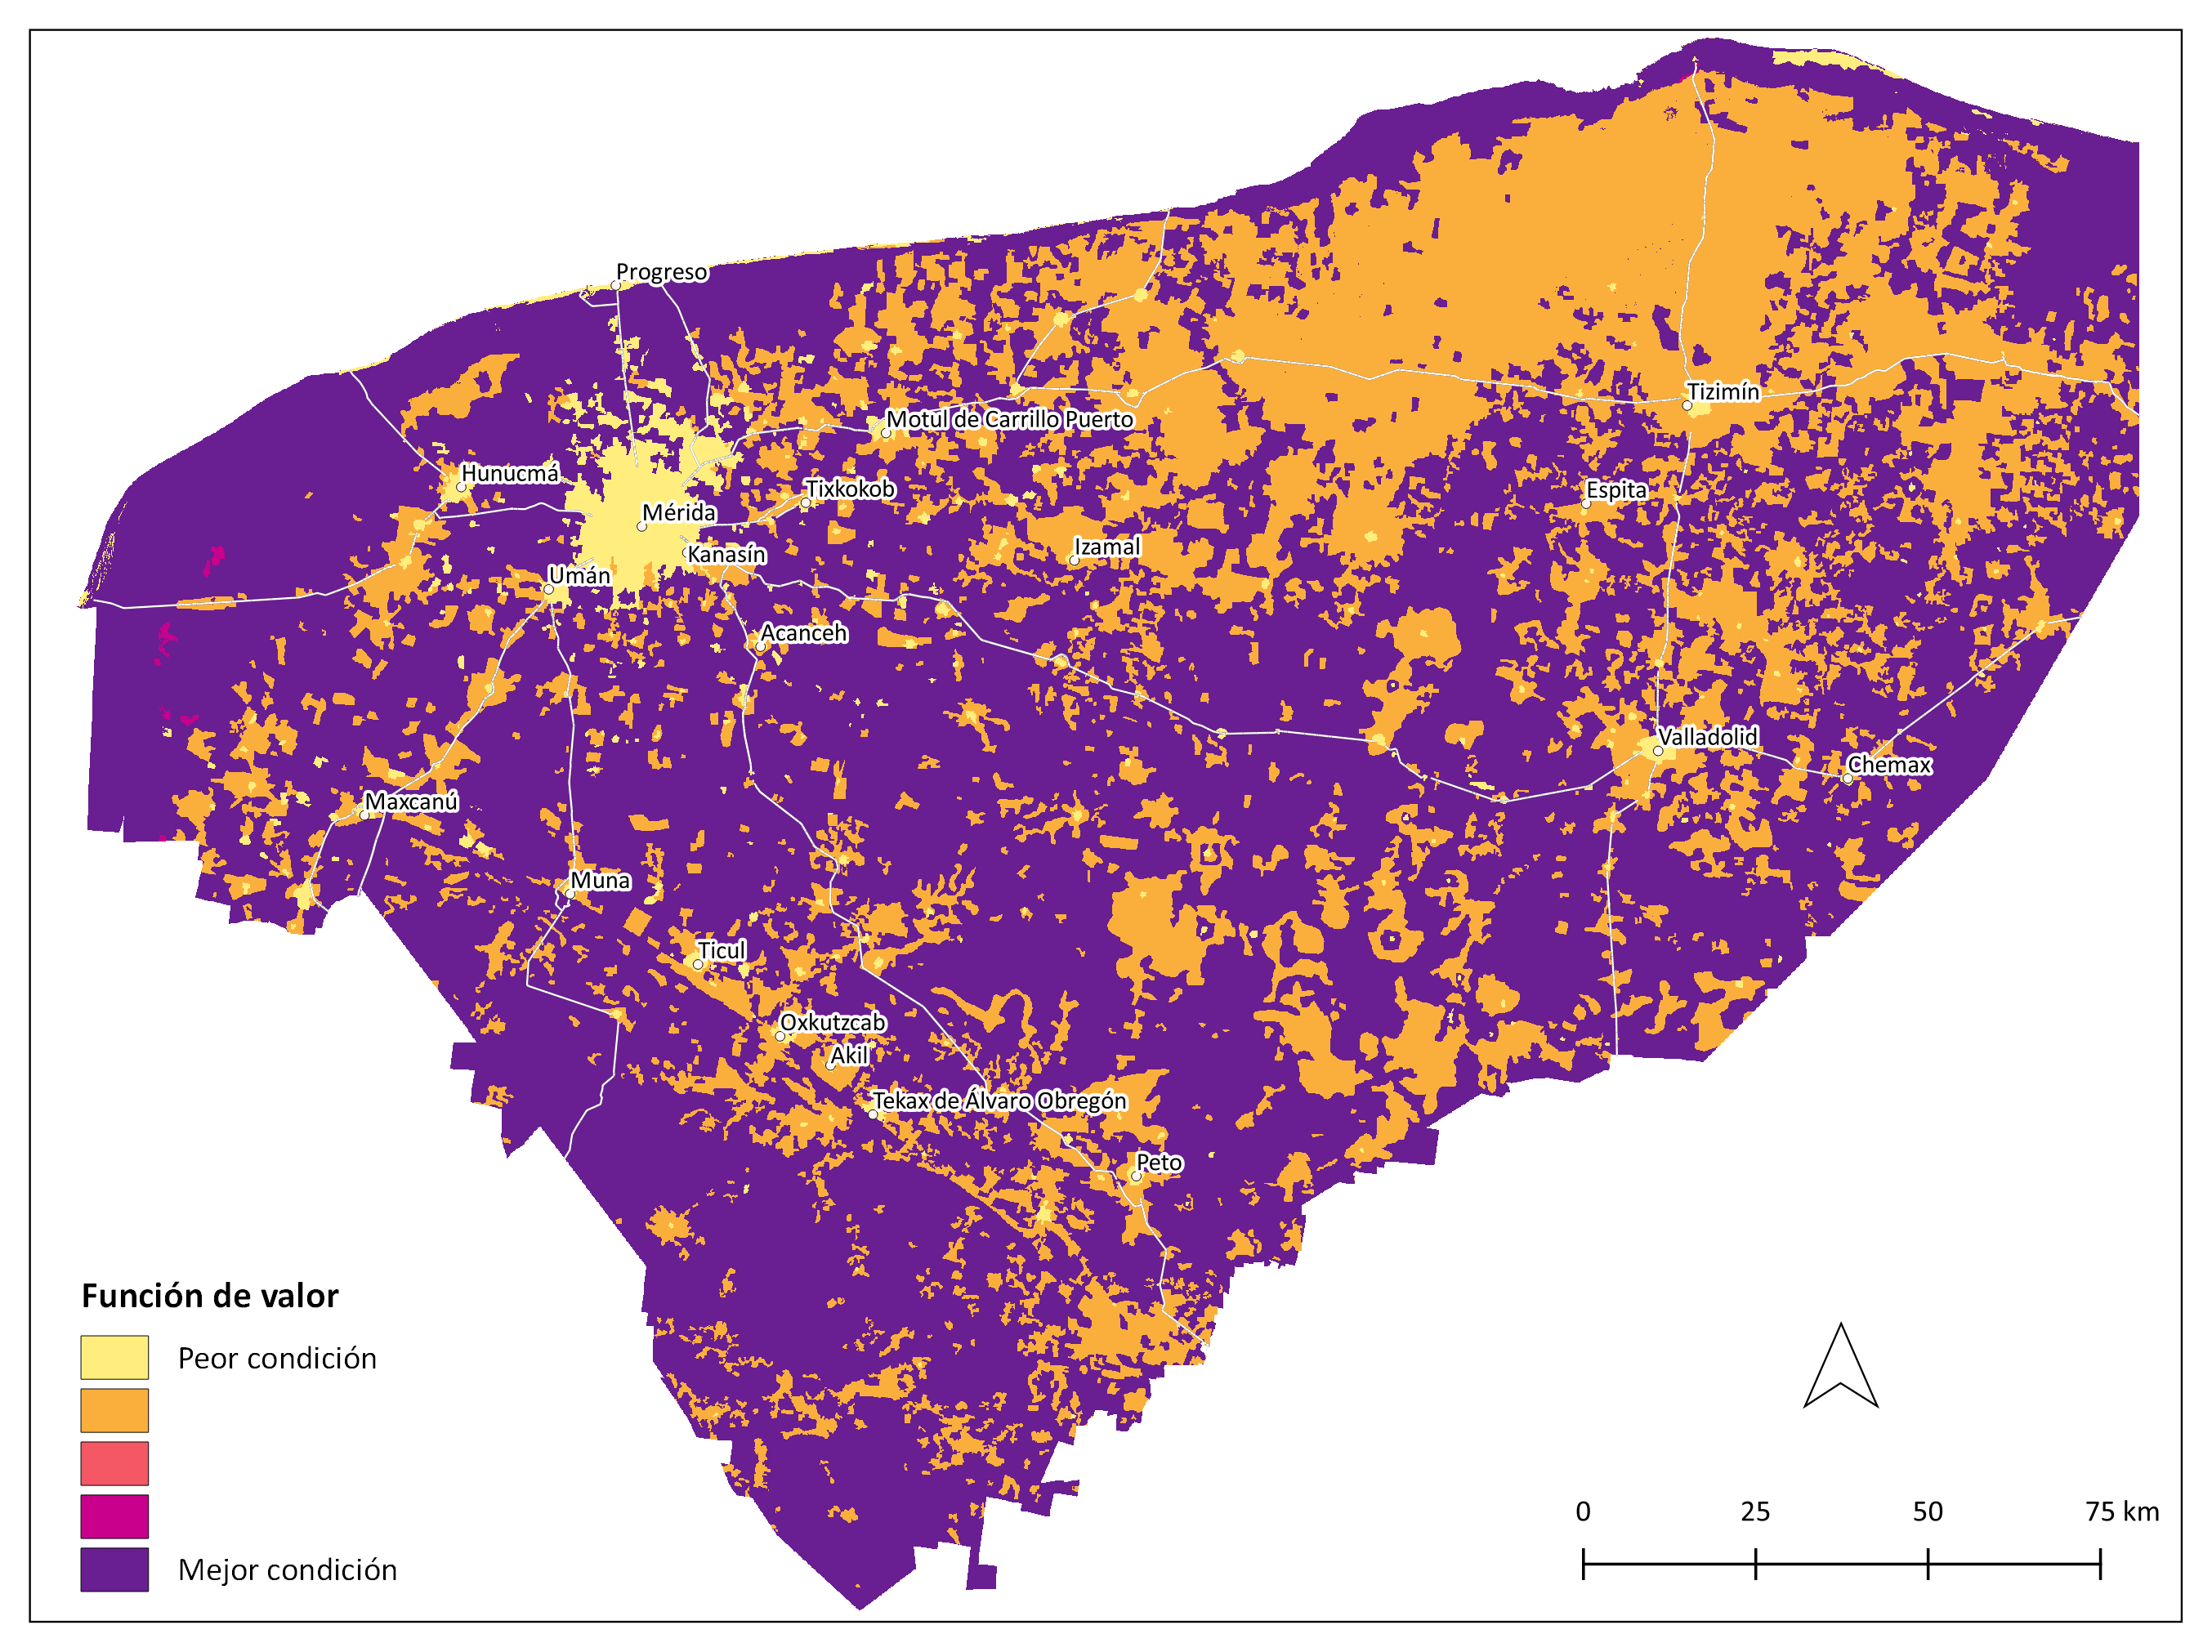 Progreso
Tizimín
Motul de Carrillo Puerto
Hunucmá
Tixkokob
Espita
Mérida
Izamal
Kanasín
Umán
Acanceh
Valladolid
Chemax
Maxcanú
Muna
Ticul
Oxkutzcab
Akil
Tekax de Álvaro Obregón
Peto
Función de valor
Peor condición
Mejor condición
0 25 50 75 km